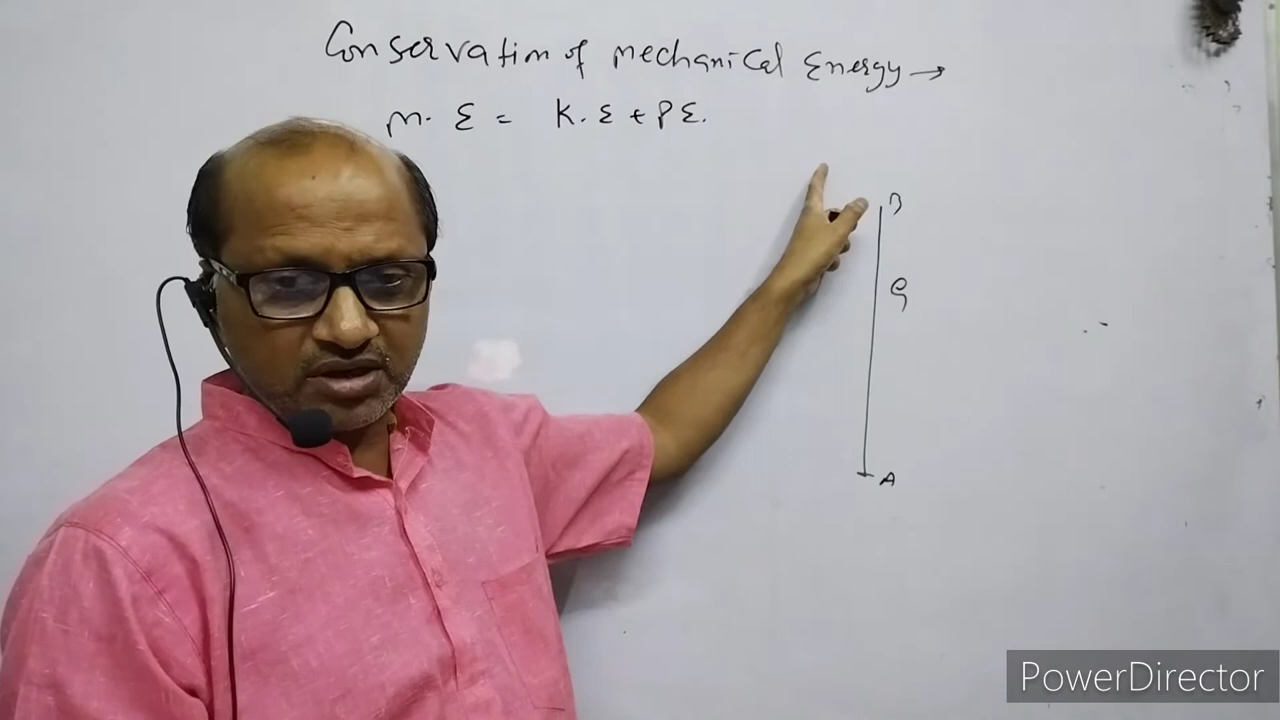 Conservation of mechanical Energy →
M. E = K. E + P E.
B
A
PowerDirector